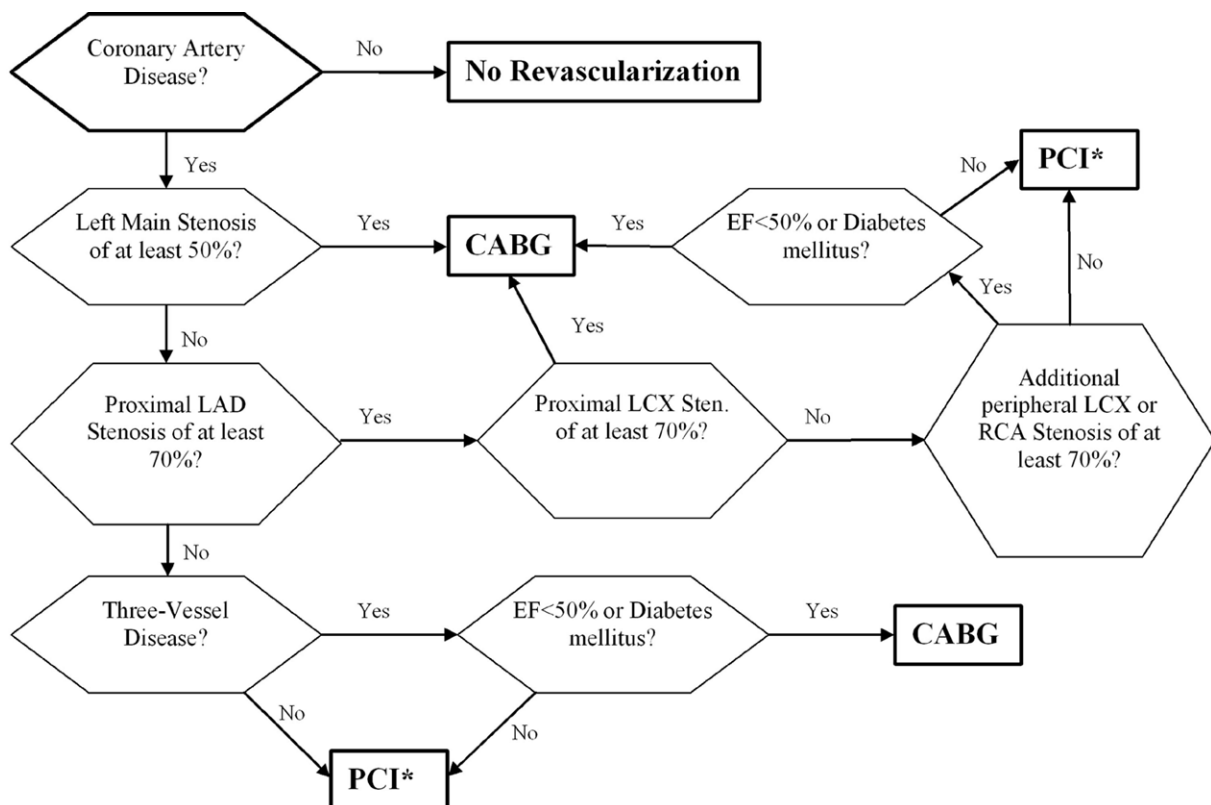 Coronary Artery
Disease?
No
No Revascularization
Yes
PCI*
No
Left Main Stenosis
of at least 50%?
Yes
CABG
Yes
EF<50% or Diabetes
mellitus?
No
Yes
No
Yes
Proximal LAD
Stenosis of at least
70%?
Yes
Proximal LCX Sten.
of at least 70%?
No
Additional
peripheral LCX or
RCA Stenosis of at
least 70%?
No
Three-Vessel
Disease?
Yes
EF<50% or Diabetes
mellitus?
Yes
CABG
No
No
PCI*